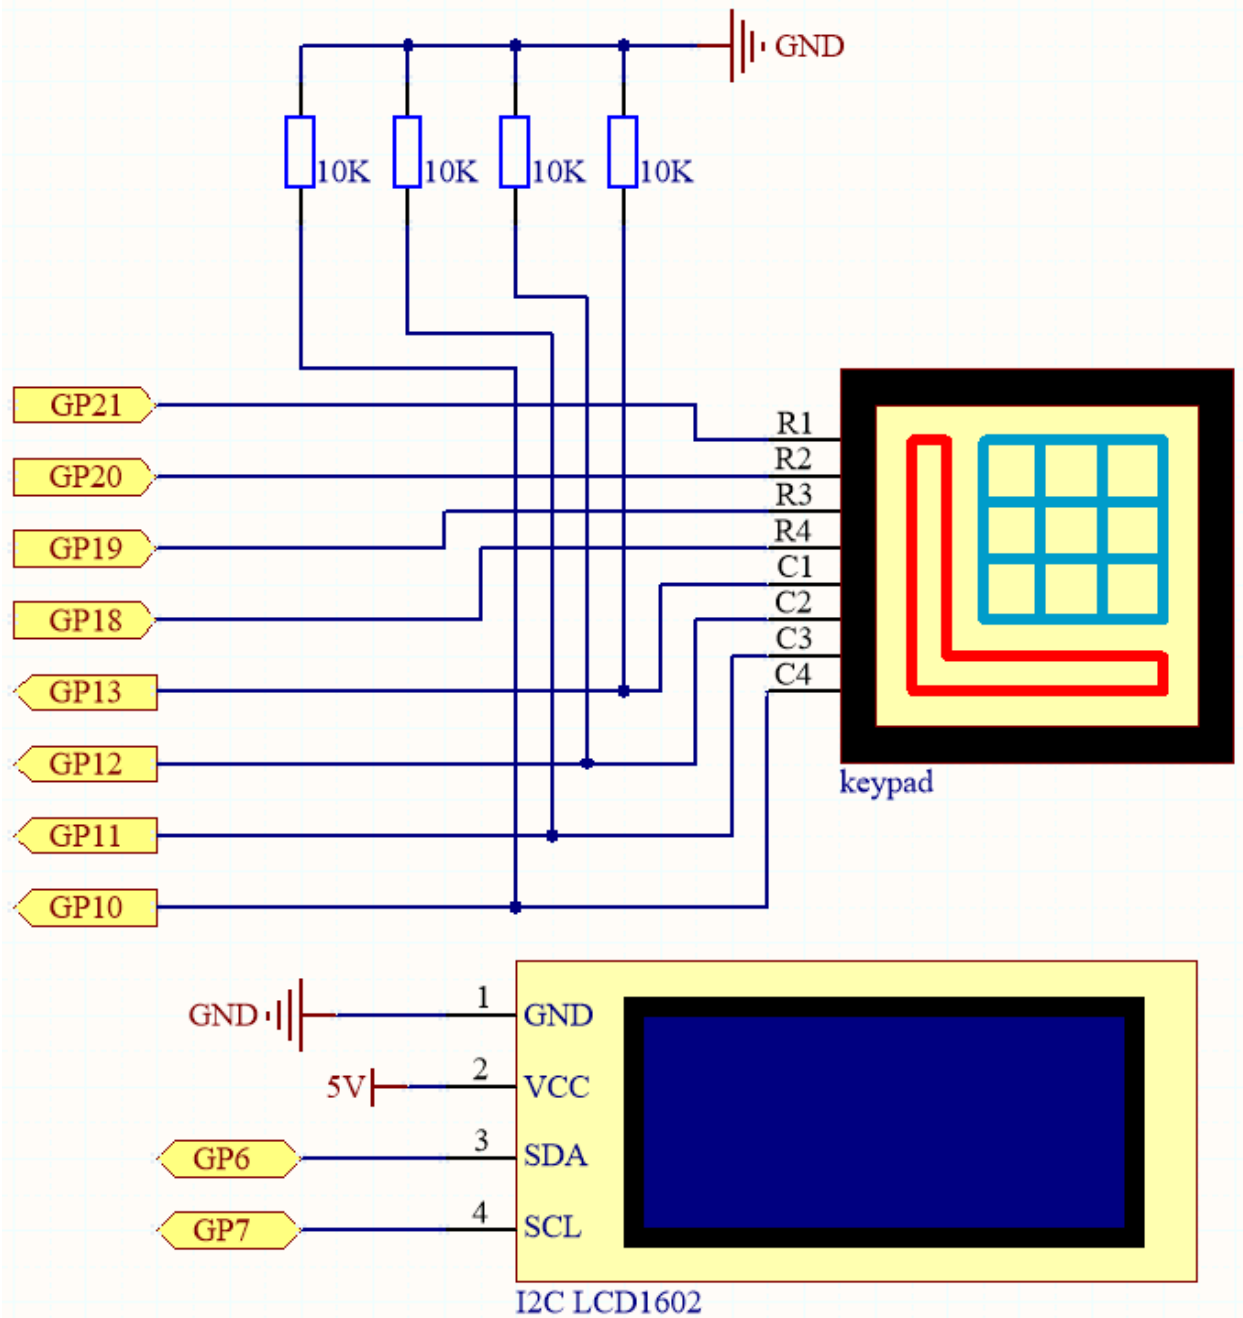 GND
10K 10K 10K 10K
GP21
R1
GP20
R2
GP19
R3
GP18
R4
C1
C2
GP13
C3
C4
GP12
keypad
GP11
GP10
GND 1 GND
5V 2 VCC
GP6 3 SDA
GP7 4 SCL
I2C LCD1602